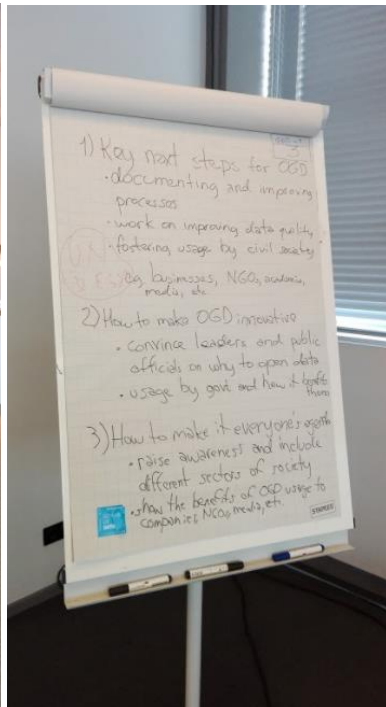 1) Key next steps for OGD
• documenting and improving
processes
• work on improving data quality
• fostering usage by civil society
eg businesses, NGOs, academia,
media, etc
2) How to make OGD innovative
• convince leaders and public
officials on why to open data
• usage by govt and how it benefits
them
3) How to make it everyone's agenda
• raise awareness and include
different sectors of society
• show the benefits of OGD usage to
companies, NGOs, media, etc.
STAPLES